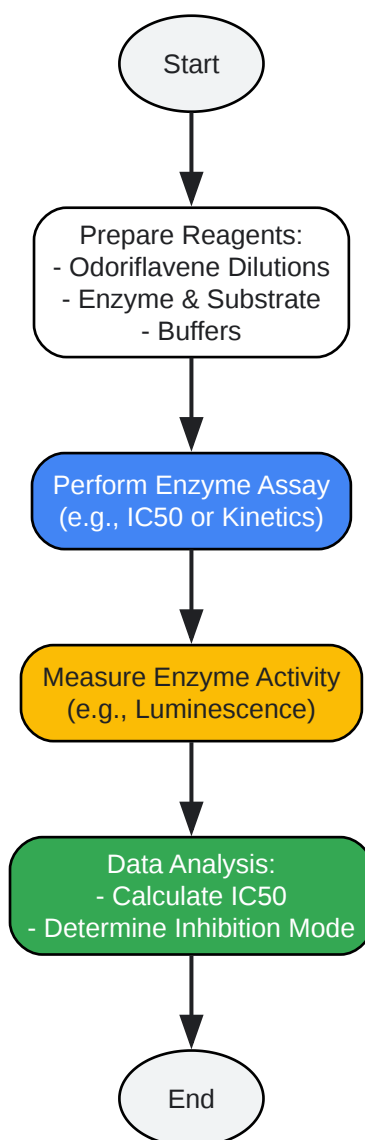 Start
Prepare Reagents:
- Odoriflavene Dilutions
- Enzyme & Substrate
- Buffers
Perform Enzyme Assay
(e.g., IC50 or Kinetics)
Measure Enzyme Activity
(e.g., Luminescence)
Data Analysis:
- Calculate IC50
- Determine Inhibition Mode
End